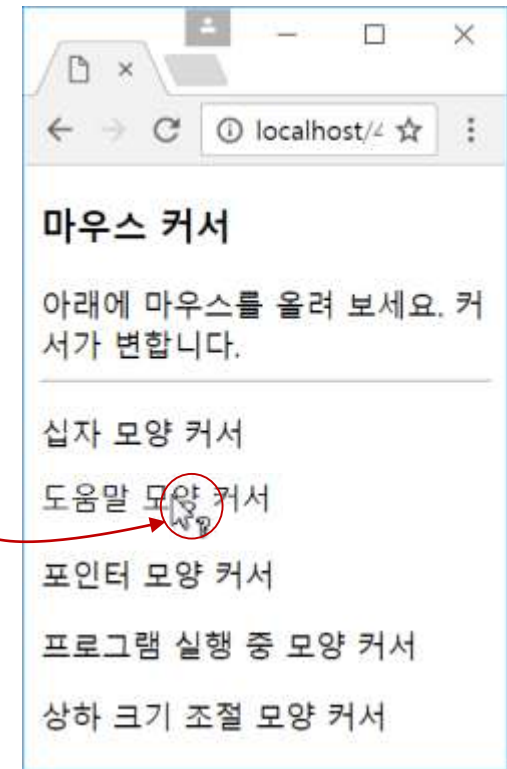 localhost/4
마우스 커서
아래에 마우스를 올려 보세요. 커
서가 변합니다.
십자 모양 커서
도움말 모양 커서
포인터 모양 커서
프로그램 실행 중 모양 커서
상하 크기 조절 모양 커서